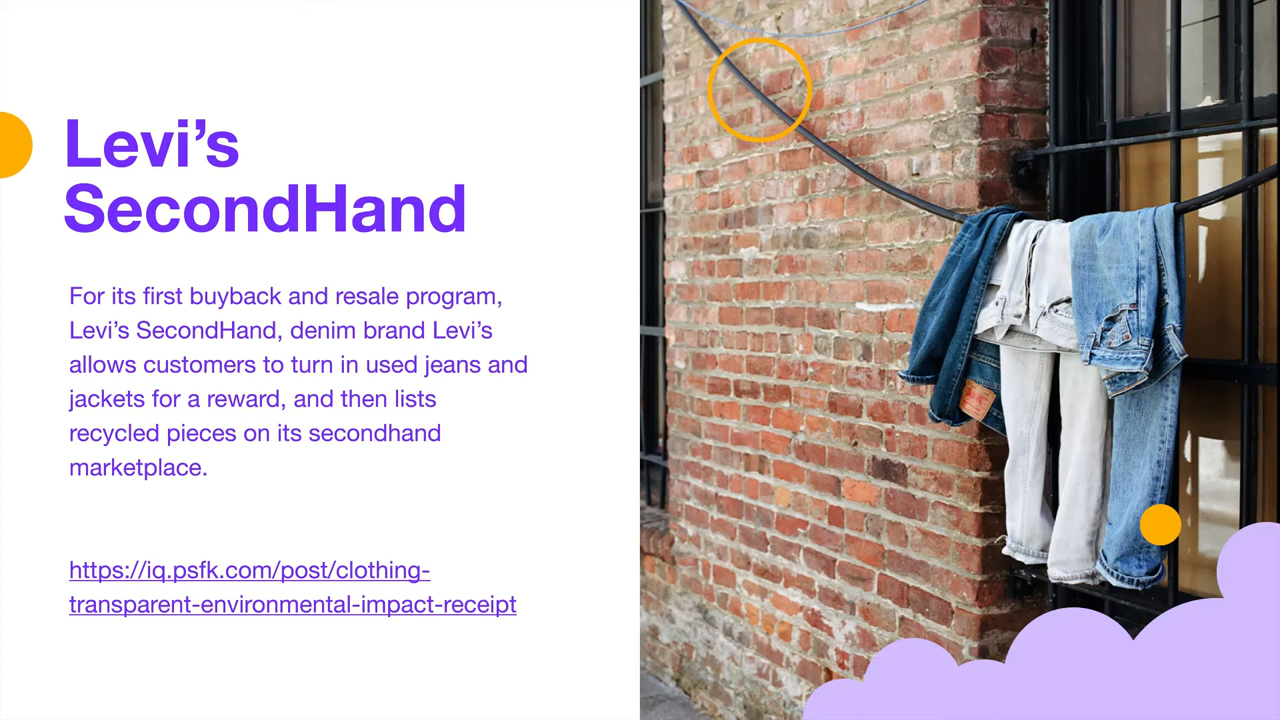 Levi’s
SecondHand
For its first buyback and resale program,
Levi’s SecondHand, denim brand Levi’s
allows customers to turn in used jeans and
jackets for a reward, and then lists
recycled pieces on its secondhand
marketplace.
https://iq.psfk.com/post/clothing-
transparent-environmental-impact-receipt